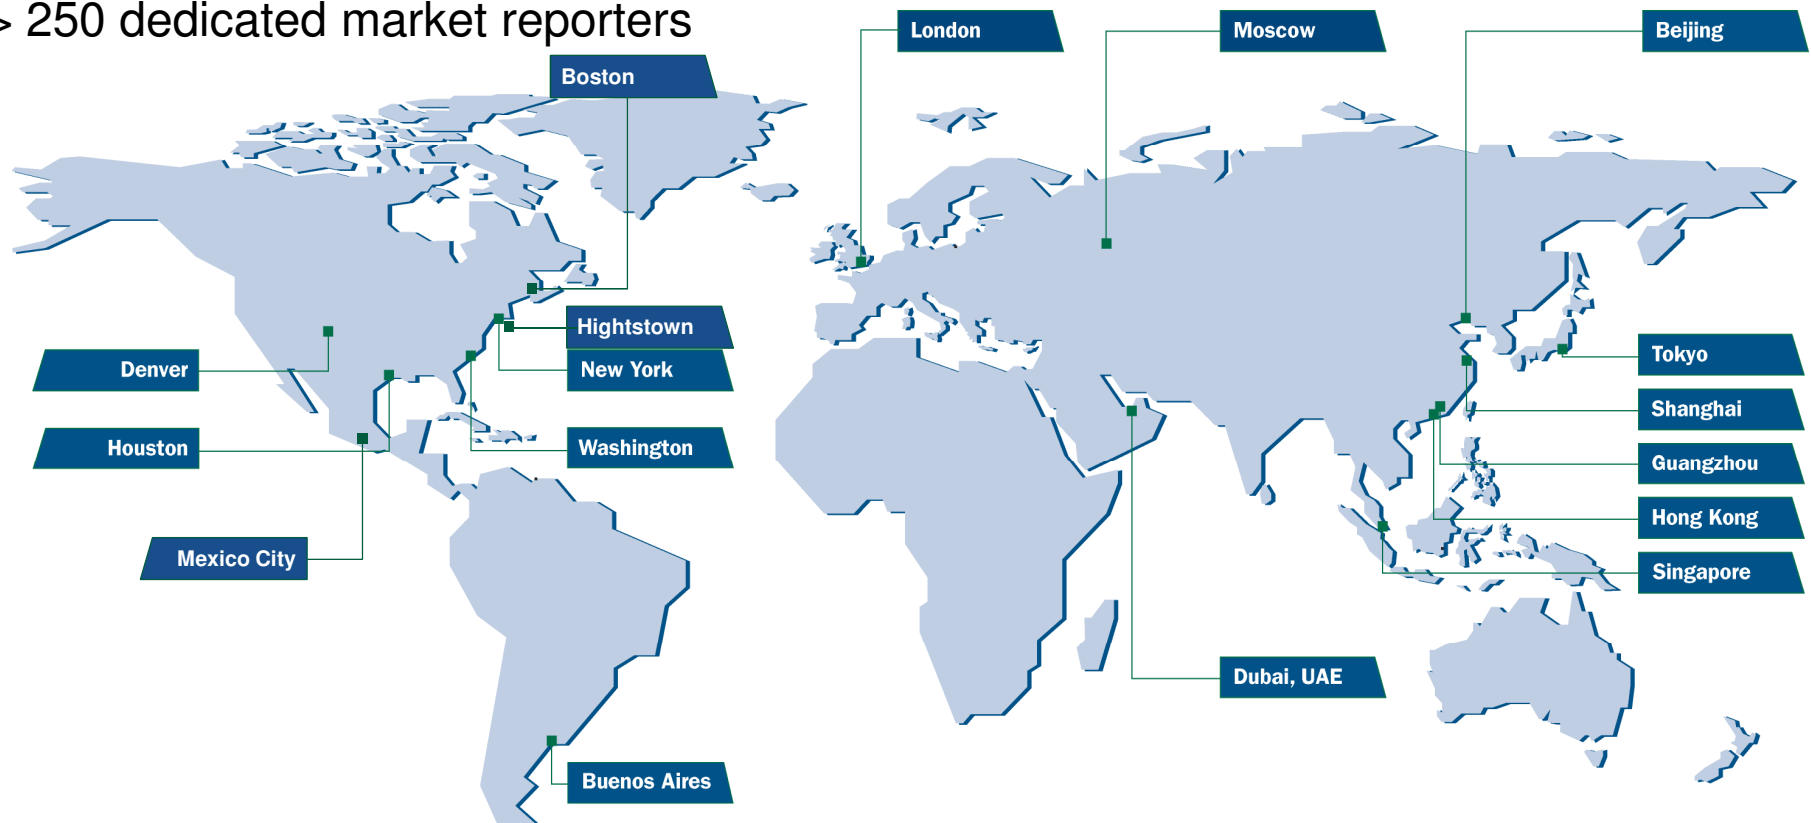 > 250 dedicated market reporters
London
Moscow
Beijing
Boston
Hightstown
New York
Denver
Tokyo
Shanghai
Houston
Washington
Guangzhou
Hong Kong
Mexico City
Singapore
Dubai, UAE
Buenos Aires